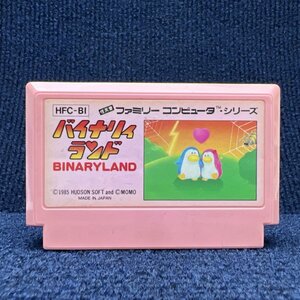 HFC-BI
ファミリー コンピュータ™シリーズ
バイナリィ
ランド
BINARYLAND
©1985 HUDSON SOFT and ©MOMO
MADE IN JAPAN